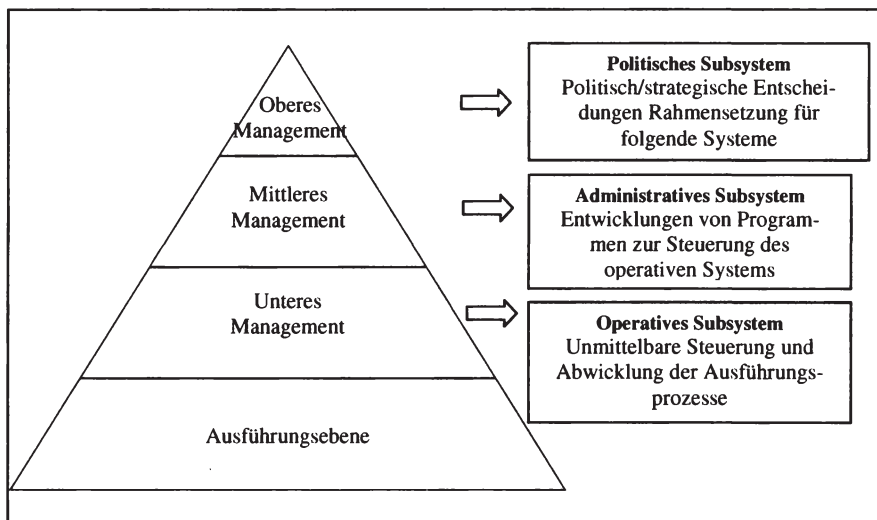 Oberes
Management
Mittleres
Management
Unteres
Management
Ausführungsebene
Politisches Subsystem
Politisch/strategische Entschei-
dungen Rahmensetzung für
folgende Systeme
Administratives Subsystem
Entwicklungen von Program-
men zur Steuerung des
operativen Systems
Operatives Subsystem
Unmittelbare Steuerung und
Abwicklung der Ausführungs-
prozesse